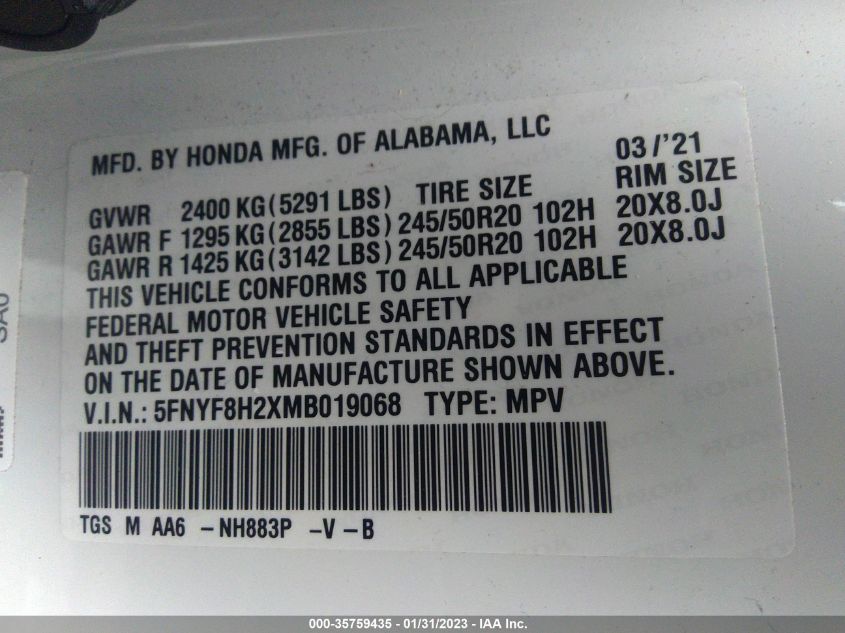 MFD. BY HONDA MFG. OF ALABAMA, LLC 03/'21
GVWR 2400 KG(5291 LBS) TIRE SIZE RIM SIZE
GAWR F 1295 KG(2855 LBS) 245/50R20 102H 20X8.0J
GAWR R 1425 KG(3142 LBS) 245/50R20 102H 20X8.0J
THIS VEHICLE CONFORMS TO ALL APPLICABLE
FEDERAL MOTOR VEHICLE SAFETY
AND THEFT PREVENTION STANDARDS IN EFFECT
ON THE DATE OF MANUFACTURE SHOWN ABOVE.
V.I.N.: 5FNYF8H2XMB019068 TYPE: MPV
TGS M AA6 -NH883P -V -B
000-35759435 - 01/31/2023 - IAA Inc.